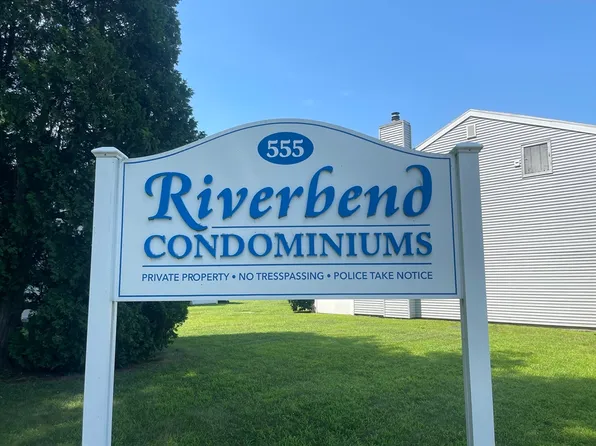 555
Riverbend
CONDOMINIUMS
PRIVATE PROPERTY • NO TRESSPASSING • POLICE TAKE NOTICE